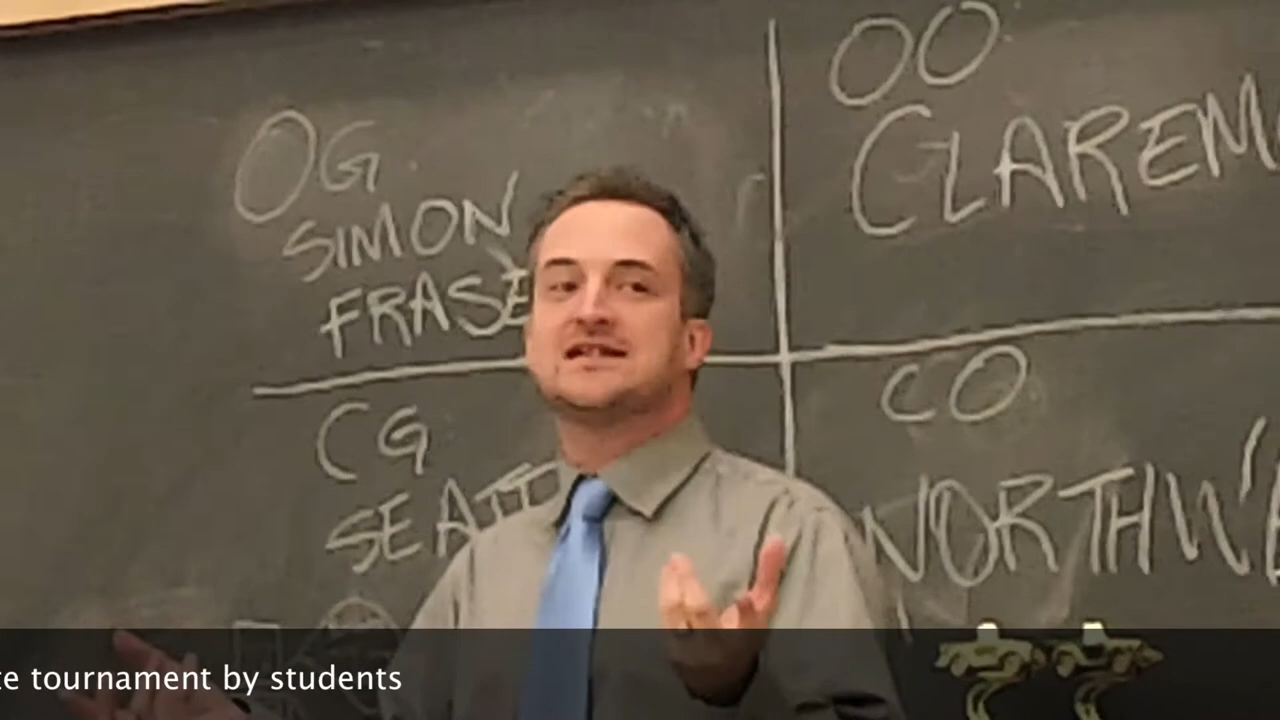 OG
SIMON
FRASE
OO
CLAREM
CG
SEATT
CO
NORTHW
te tournament by students